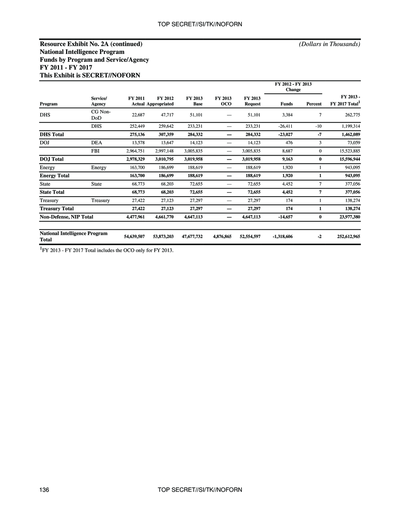 TOP SECRET//SI/TK//NOFORN
Resource Exhibit No. 2A (continued) (Dollars in Thousands)
National Intelligence Program
Funds by Program and Service/Agency
FY 2011 - FY 2017
This Exhibit is SECRET//NOFORN
FY 2012 - FY 2013
Change
Service/ FY 2011 FY 2012 FY 2013 FY 2013 FY 2013 FY 2013 -
Program Agency Actual Appropriated Base OCO Request Funds Percent FY 2017 Total¹
DHS CG Non- 22,687 47,717 51,101 — 51,101 3,384 7 262,775
DoD
DHS 252,449 259,642 233,231 — 233,231 -26,411 -10 1,199,314
DHS Total 275,136 307,359 284,332 — 284,332 -23,027 -7 1,462,089
DOJ DEA 13,578 13,647 14,123 — 14,123 476 3 73,059
FBI 2,964,751 2,997,148 3,005,835 — 3,005,835 8,687 0 15,523,885
DOJ Total 2,978,329 3,010,795 3,019,958 — 3,019,958 9,163 0 15,596,944
Energy Energy 163,700 186,699 188,619 — 188,619 1,920 1 943,095
Energy Total 163,700 186,699 188,619 — 188,619 1,920 1 943,095
State State 68,773 68,203 72,655 — 72,655 4,452 7 377,056
State Total 68,773 68,203 72,655 — 72,655 4,452 7 377,056
Treasury Treasury 27,422 27,123 27,297 — 27,297 174 1 138,274
Treasury Total 27,422 27,123 27,297 — 27,297 174 1 138,274
Non-Defense, NIP Total 4,477,961 4,661,770 4,647,113 — 4,647,113 -14,657 0 23,977,380
National Intelligence Program 54,639,507 53,873,203 47,677,732 4,876,865 52,554,597 -1,318,606 -2 252,612,965
Total
¹FY 2013 - FY 2017 Total includes the OCO only for FY 2013.
136 TOP SECRET//SI/TK//NOFORN